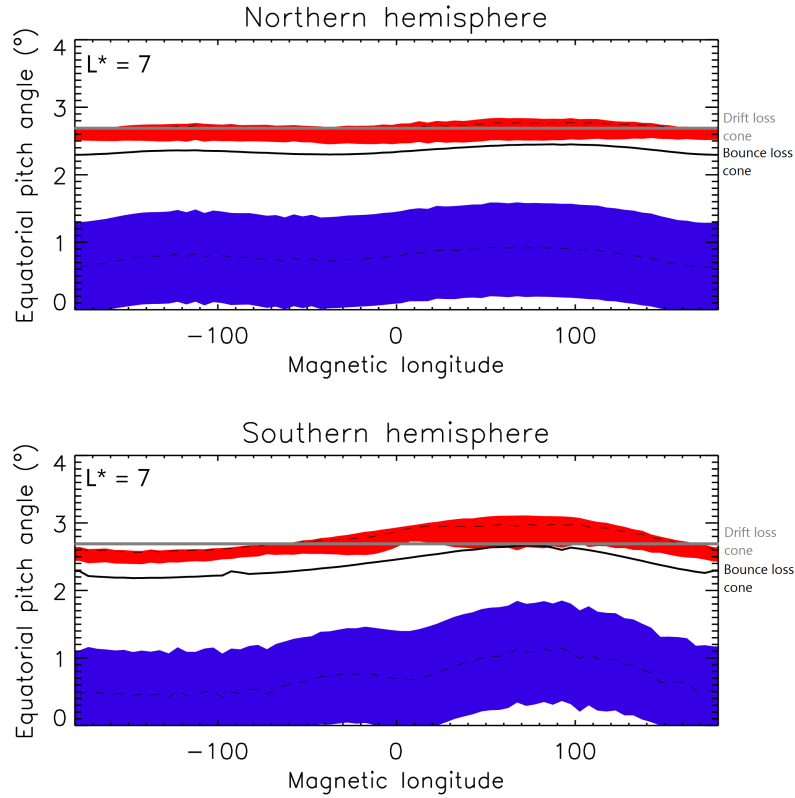 Northern hemisphere
4
L* = 7
3
2
1
0
Equatorial pitch angle (°)
Drift loss
cone
Bounce loss
cone
−100
0
100
Magnetic longitude
Southern hemisphere
4
L* = 7
3
2
1
0
Equatorial pitch angle (°)
Drift loss
cone
Bounce loss
cone
−100
0
100
Magnetic longitude